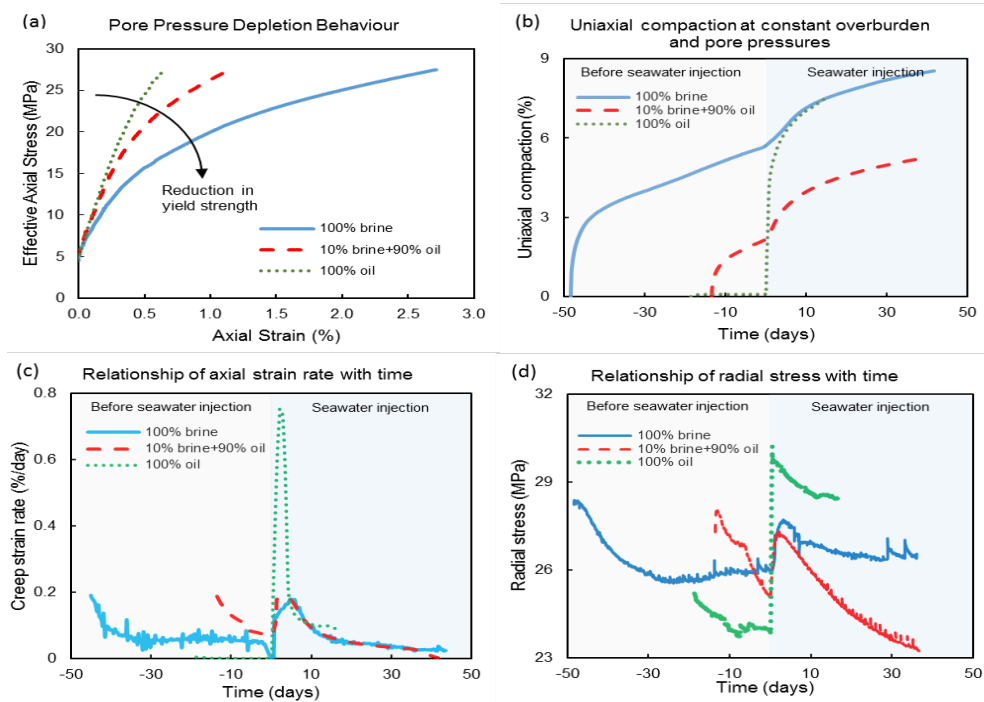 (a)
Pore Pressure Depletion Behaviour
Effective Axial Stress (MPa)
30
25
20
15
10
5
0
0.0 0.5 1.0 1.5 2.0 2.5 3.0
Axial Strain (%)
Reduction in
yield strength
100% brine
10% brine+90% oil
100% oil
(b)
Uniaxial compaction at constant overburden
and pore pressures
Before seawater injection
Seawater injection
100% brine
10% brine+90% oil
100% oil
Uniaxial compaction (%)
9
6
3
0
-50 -30 -10 10 30 50
Time (days)
(c)
Relationship of axial strain rate with time
Before seawater injection
Seawater injection
100% brine
10% brine+90% oil
100% oil
Creep strain rate (%/day)
0.8
0.6
0.4
0.2
0
-50 -30 -10 10 30 50
Time (days)
(d)
Relationship of radial stress with time
Before seawater injection
Seawater injection
100% brine
10% brine+90% oil
100% oil
Radial stress (MPa)
32
29
26
23
-50 -30 -10 10 30 50
Time (days)